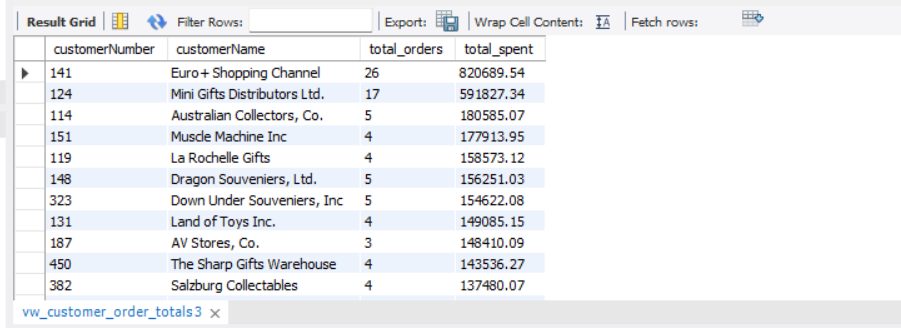 Result Grid Filter Rows: Export: Wrap Cell Content: IA Fetch rows:
customerNumber customerName total_orders total_spent
141 Euro+ Shopping Channel 26 820689.54
124 Mini Gifts Distributors Ltd. 17 591827.34
114 Australian Collectors, Co. 5 180585.07
151 Muscle Machine Inc 4 177913.95
119 La Rochelle Gifts 4 158573.12
148 Dragon Souveniers, Ltd. 5 156251.03
323 Down Under Souveniers, Inc 5 154622.08
131 Land of Toys Inc. 4 149085.15
187 AV Stores, Co. 3 148410.09
450 The Sharp Gifts Warehouse 4 143536.27
382 Salzburg Collectables 4 137480.07
vw_customer_order_totals3 ×